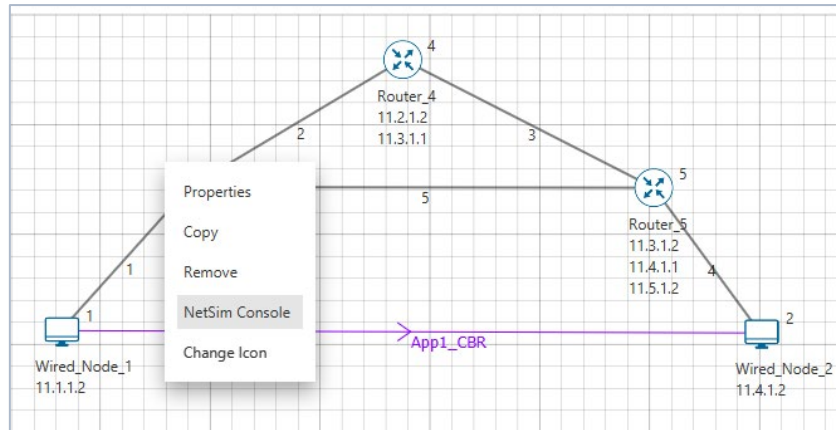 4
Router_4
11.2.1.2
11.3.1.1
2
3
Properties
Copy
Remove
NetSim Console
Change Icon
5
5
Router_5
11.3.1.2
11.4.1.1
11.5.1.2
1
4
1
2
App1_CBR
Wired_Node_1
11.1.1.2
Wired_Node_2
11.4.1.2